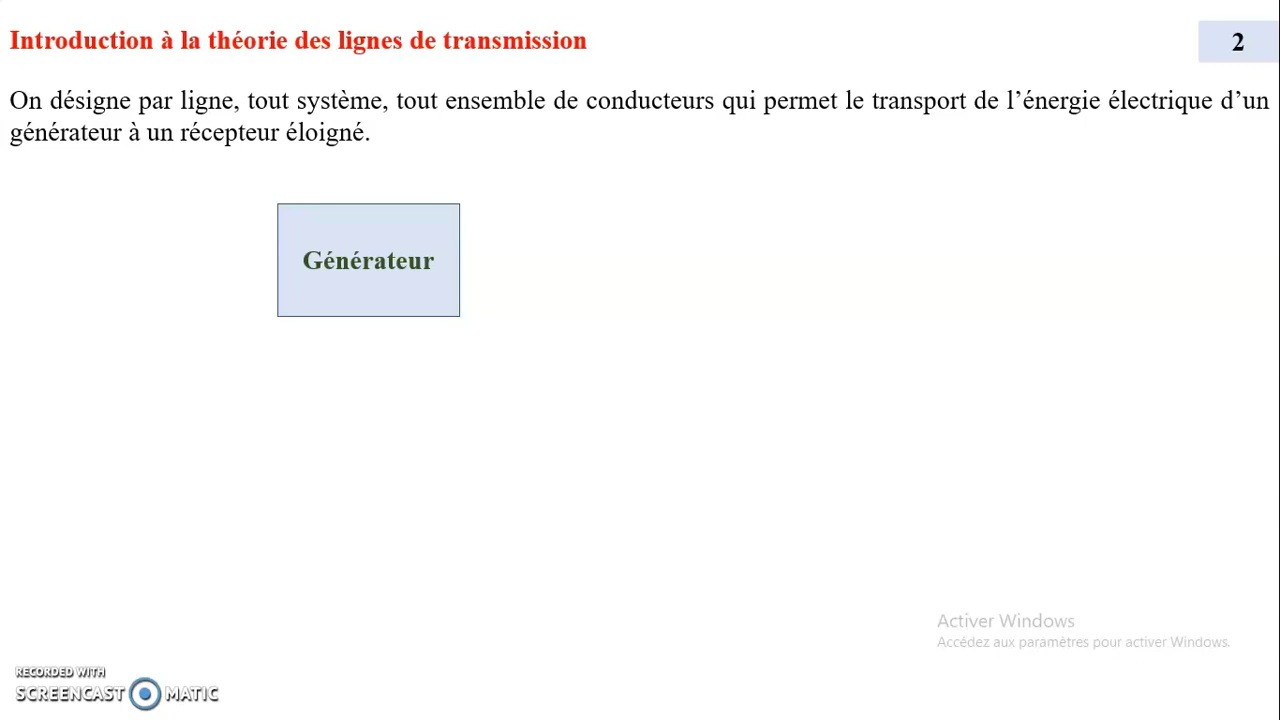 Introduction à la théorie des lignes de transmission
2
On désigne par ligne, tout système, tout ensemble de conducteurs qui permet le transport de l’énergie électrique d’un
générateur à un récepteur éloigné.
Générateur
Activer Windows
Accédez aux paramètres pour activer Windows.
RECORDED WITH
SCREENCAST MATIC